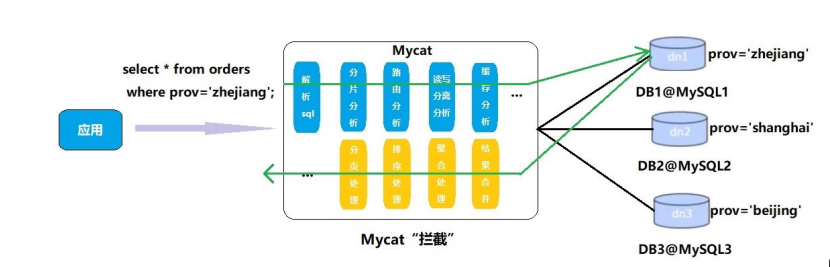 Mycat
select * from orders
where prov='zhejiang';
应用
解析sql
分片分析
路由分析
读写分离分析
缓存分析
...
...
分页处理
排序处理
聚合处理
结果合并
Mycat“拦截”
dn1
prov='zhejiang'
DB1@MySQL1
dn2
prov='shanghai'
DB2@MySQL2
dn3
prov='beijing'
DB3@MySQL3